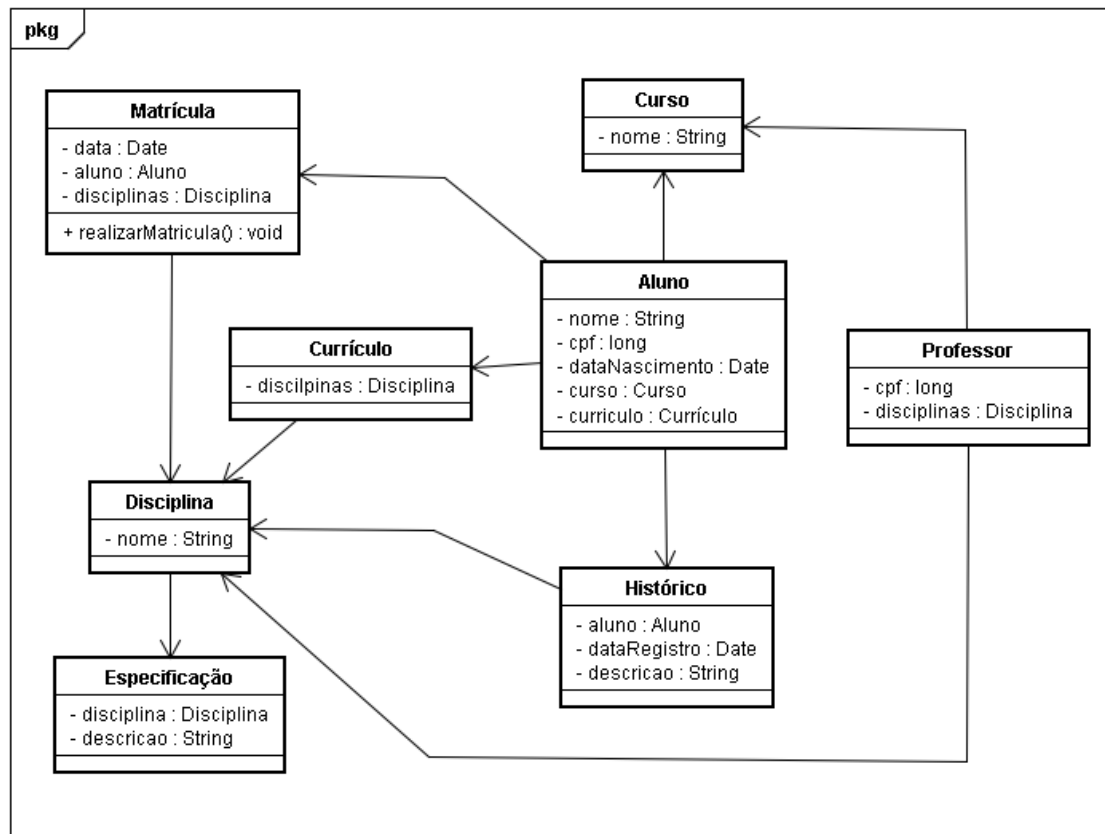 pkg
Matrícula
- data : Date
- aluno : Aluno
- disciplinas : Disciplina
+ realizarMatricula() : void
Curso
- nome : String
Aluno
- nome : String
- cpf : long
- dataNascimento : Date
- curso : Curso
- curriculo : Currículo
Currículo
- discilpinas : Disciplina
Professor
- cpf : long
- disciplinas : Disciplina
Disciplina
- nome : String
Histórico
- aluno : Aluno
- dataRegistro : Date
- descricao : String
Especificação
- disciplina : Disciplina
- descricao : String